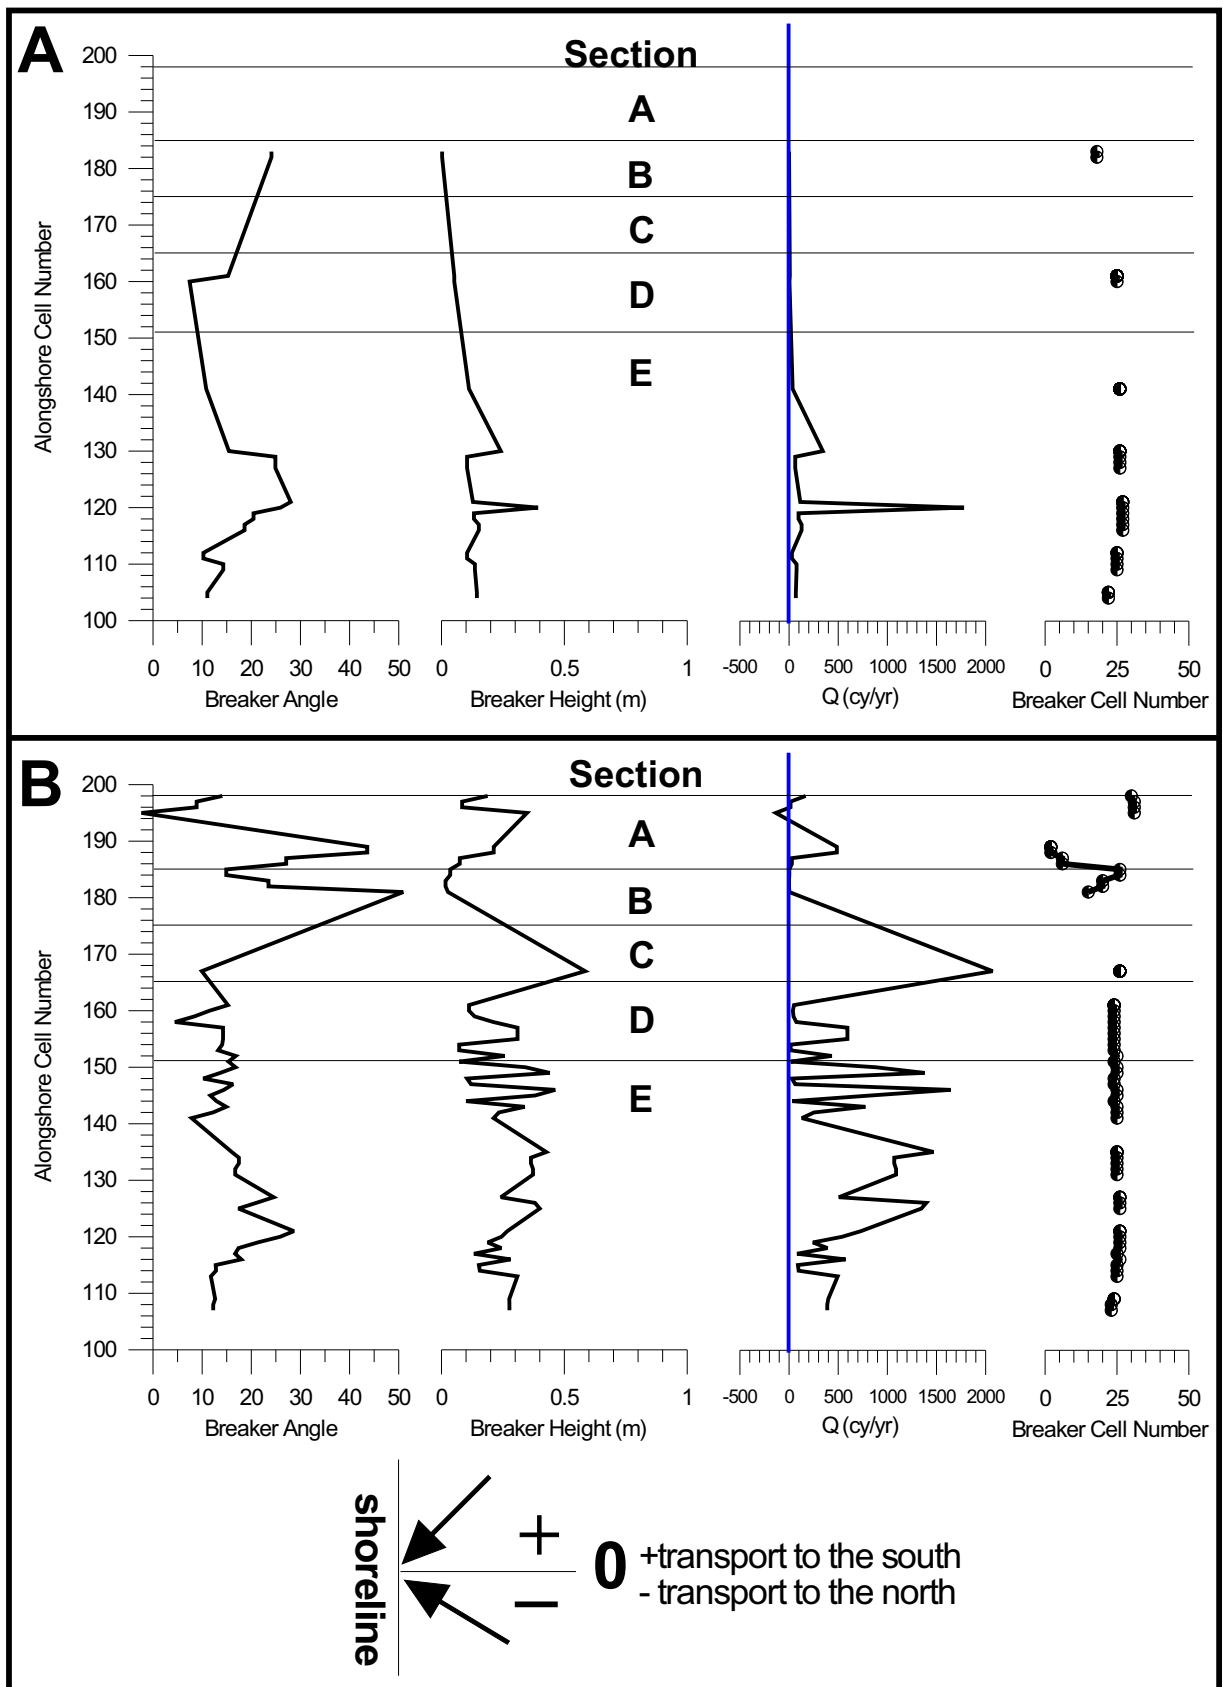 A
Section
200
190
180
170
160
150
140
130
120
110
100
Alongshore Cell Number
A
B
C
D
E
0 10 20 30 40 50
Breaker Angle
0 0.5 1
Breaker Height (m)
-500 0 500 1000 1500 2000
Q (cy/yr)
0 25 50
Breaker Cell Number
B
Section
200
190
180
170
160
150
140
130
120
110
100
Alongshore Cell Number
A
B
C
D
E
0 10 20 30 40 50
Breaker Angle
0 0.5 1
Breaker Height (m)
-500 0 500 1000 1500 2000
Q (cy/yr)
0 25 50
Breaker Cell Number
shoreline
+
−
0
+transport to the south
- transport to the north